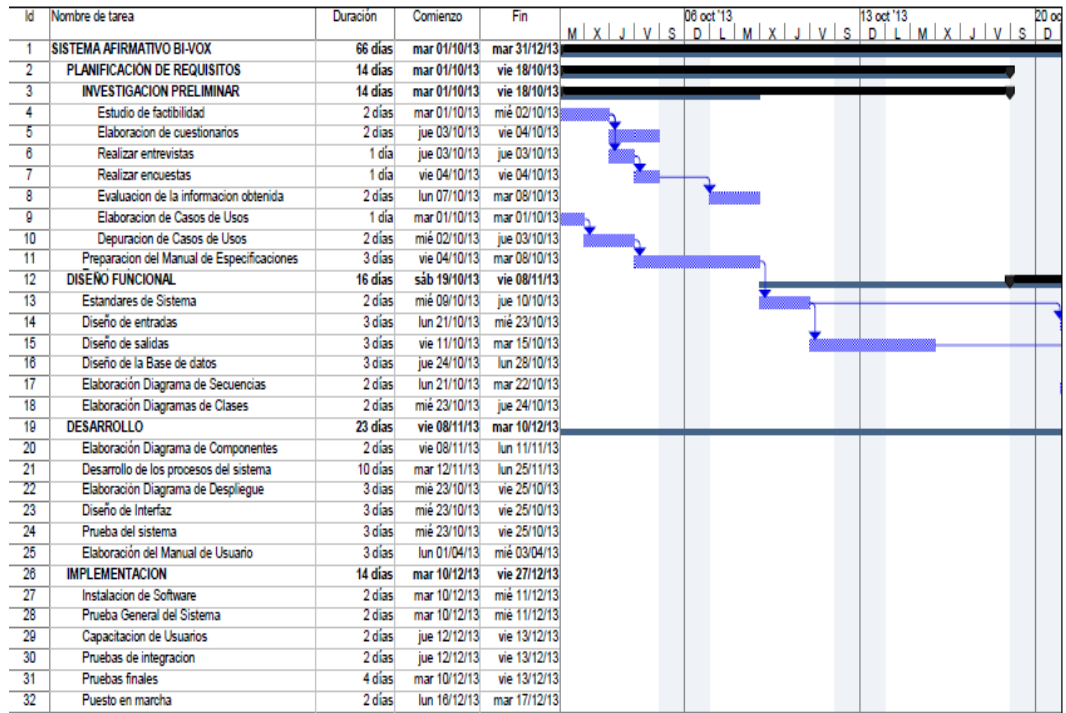 Id Nombre de tarea Duración Comienzo Fin 06 oct '13 13 oct '13 20 oc
M X J V S D L M X J V S D L M X J V S D
1 SISTEMA AFIRMATIVO BI-VOX 66 días mar 01/10/13 mar 31/12/13
2 PLANIFICACIÓN DE REQUISITOS 14 días mar 01/10/13 vie 18/10/13
3 INVESTIGACION PRELIMINAR 14 días mar 01/10/13 vie 18/10/13
4 Estudio de factibilidad 2 días mar 01/10/13 mié 02/10/13
5 Elaboracion de cuestionarios 2 días jue 03/10/13 vie 04/10/13
6 Realizar entrevistas 1 día jue 03/10/13 jue 03/10/13
7 Realizar encuestas 1 día vie 04/10/13 vie 04/10/13
8 Evaluacion de la informacion obtenida 2 días lun 07/10/13 mar 08/10/13
9 Elaboracion de Casos de Usos 1 día mar 01/10/13 mar 01/10/13
10 Depuracion de Casos de Usos 2 días mié 02/10/13 jue 03/10/13
11 Preparacion del Manual de Especificaciones 3 días vie 04/10/13 mar 08/10/13
12 DISEÑO FUNCIONAL 16 días sáb 19/10/13 vie 08/11/13
13 Estandares de Sistema 2 días mié 09/10/13 jue 10/10/13
14 Diseño de entradas 3 días lun 21/10/13 mié 23/10/13
15 Diseño de salidas 3 días vie 11/10/13 mar 15/10/13
16 Diseño de la Base de datos 3 días jue 24/10/13 lun 28/10/13
17 Elaboración Diagrama de Secuencias 2 días lun 21/10/13 mar 22/10/13
18 Elaboración Diagramas de Clases 2 días mié 23/10/13 jue 24/10/13
19 DESARROLLO 23 días vie 08/11/13 mar 10/12/13
20 Elaboración Diagrama de Componentes 2 días vie 08/11/13 lun 11/11/13
21 Desarrollo de los procesos del sistema 10 días mar 12/11/13 lun 25/11/13
22 Elaboración Diagrama de Despliegue 3 días mié 23/10/13 vie 25/10/13
23 Diseño de Interfaz 3 días mié 23/10/13 vie 25/10/13
24 Prueba del sistema 3 días mié 23/10/13 vie 25/10/13
25 Elaboración del Manual de Usuario 3 días lun 01/04/13 mié 03/04/13
26 IMPLEMENTACION 14 días mar 10/12/13 vie 27/12/13
27 Instalacion de Software 2 días mar 10/12/13 mié 11/12/13
28 Prueba General del Sistema 2 días mar 10/12/13 mié 11/12/13
29 Capacitacion de Usuarios 2 días jue 12/12/13 vie 13/12/13
30 Pruebas de integracion 2 días jue 12/12/13 vie 13/12/13
31 Pruebas finales 4 días mar 10/12/13 vie 13/12/13
32 Puesto en marcha 2 días lun 16/12/13 mar 17/12/13